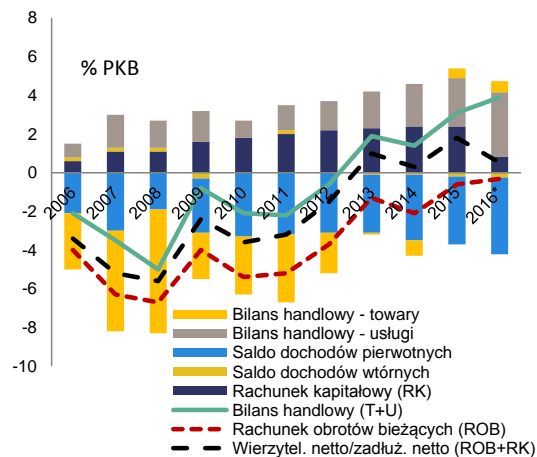 8
6
4
2
0
-2
-4
-6
-8
-10
% PKB
2006
2007
2008
2009
2010
2011
2012
2013
2014
2015
2016*
Bilans handlowy - towary
Bilans handlowy - usługi
Saldo dochodów pierwotnych
Saldo dochodów wtórnych
Rachunek kapitałowy (RK)
Bilans handlowy (T+U)
Rachunek obrotów bieżących (ROB)
Wierzytel. netto/zadłuż. netto (ROB+RK)